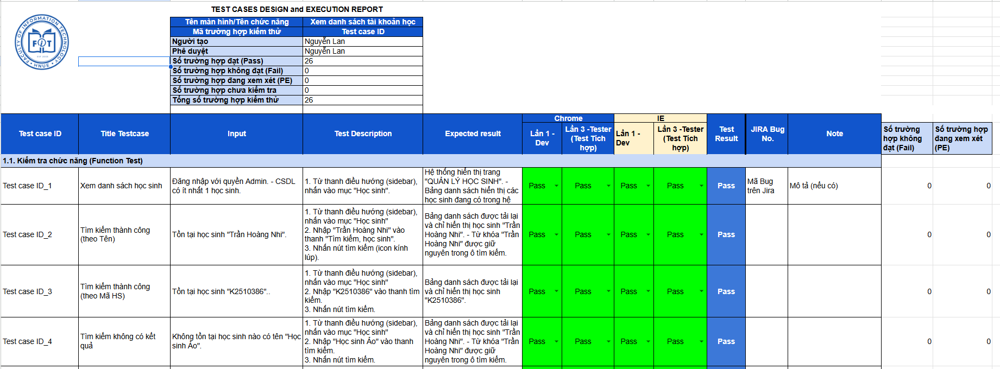 TEST CASES DESIGN and EXECUTION REPORT
FACULTY OF INFORMATION TECHNOLOGY
FiT
HNUE
Tên màn hình/Tên chức năng	Xem danh sách tài khoản học
Mã trường hợp kiểm thử	Test case ID
Người tạo	Nguyễn Lan
Phê duyệt	Nguyễn Lan
Số trường hợp đạt (Pass)	26
Số trường hợp không đạt (Fail)	0
Số trường hợp đang xem xét (PE)	0
Số trường hợp chưa kiểm tra	0
Tổng số trường hợp kiểm thử	26
Chrome	IE
Test case ID	Title Testcase	Input	Test Description	Expected result
Lần 1 -
Dev
Lần 3 -Tester
(Test Tích
hợp)
Lần 1 -
Dev
Lần 3 -Tester
(Test Tích
hợp)
Test
Result
JIRA Bug
No.
Note
Số trường
hợp không
đạt (Fail)
Số trường hợp
đang xem xét
(PE)
1.1. Kiểm tra chức năng (Function Test)
Test case ID_1
Xem danh sách học sinh
Đăng nhập với quyền Admin. - CSDL
có ít nhất 1 học sinh.
1. Từ thanh điều hướng (sidebar),
nhấn vào mục "Học sinh".
Hệ thống hiển thị trang
"QUẢN LÝ HỌC SINH". -
Bảng danh sách hiển thị các
học sinh đang có trong hệ
Pass	Pass	Pass	Pass	Pass
Mã Bug
trên Jira
Mô tả (nếu có)
0	0
Test case ID_2
Tìm kiếm thành công
(theo Tên)
Tồn tại học sinh "Trần Hoàng Nhi".
1. Từ thanh điều hướng (sidebar),
nhấn vào mục "Học sinh"
2. Nhập "Trần Hoàng Nhi" vào
thanh "Tìm kiếm, học sinh".
3. Nhấn nút tìm kiếm (icon kính
lúp).
Bảng danh sách được tải lại
và chỉ hiển thị học sinh "Trần
Hoàng Nhi". - Từ khóa "Trần
Hoàng Nhi" được giữ
nguyên trong ô tìm kiếm.
Pass	Pass	Pass	Pass	Pass
0	0
Test case ID_3
Tìm kiếm thành công
(theo Mã HS)
Tồn tại học sinh "K2510386"..
1. Từ thanh điều hướng (sidebar),
nhấn vào mục "Học sinh"
2. Nhập "K2510386" vào thanh tìm
kiếm.
3. Nhấn nút tìm kiếm.
Bảng danh sách được tải lại
và chỉ hiển thị học sinh
"K2510386".
Pass	Pass	Pass	Pass	Pass
0	0
Test case ID_4
Tìm kiếm không có kết
quả
Không tồn tại học sinh nào có tên "Học
sinh Ảo".
1. Từ thanh điều hướng (sidebar),
nhấn vào mục "Học sinh"
2. Nhập "Học sinh Ảo" vào thanh
tìm kiếm.
3. Nhấn nút tìm kiếm.
Bảng danh sách được tải lại
và chỉ hiển thị học sinh "Trần
Hoàng Nhi". - Từ khóa "Trần
Hoàng Nhi" được giữ
nguyên trong ô tìm kiếm.
Pass	Pass	Pass	Pass	Pass
0	0